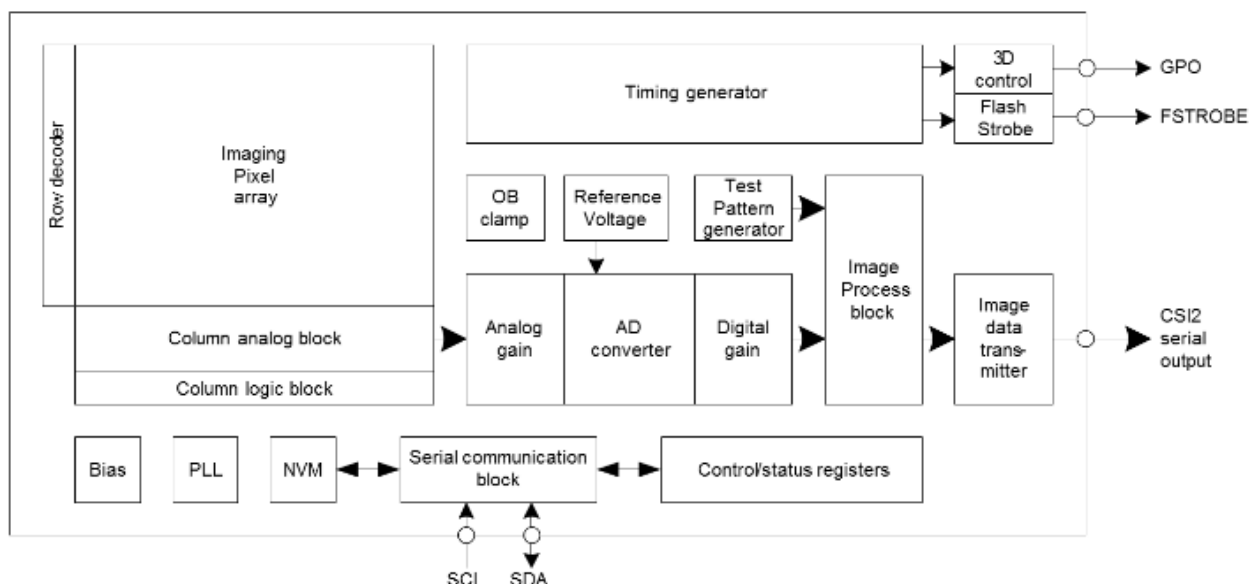 Row decoder
Imaging
Pixel
array
Timing generator
3D
control
GPO
Flash
Strobe
FSTROBE
OB
clamp
Reference
Voltage
Test
Pattern
generator
Image
Process
block
Column analog block
Column logic block
Analog
gain
AD
converter
Digital
gain
Image
data
trans-
mitter
CSI2
serial
output
Bias
PLL
NVM
Serial communication
block
Control/status registers
SCL
SDA